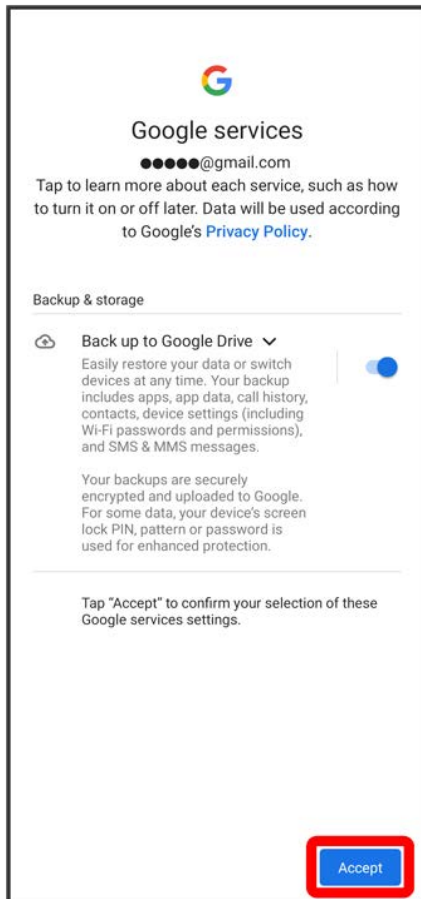 Google services
●●●●●@gmail.com
Tap to learn more about each service, such as how
to turn it on or off later. Data will be used according
to Google's Privacy Policy.
Backup & storage
Back up to Google Drive
Easily restore your data or switch
devices at any time. Your backup
includes apps, app data, call history,
contacts, device settings (including
Wi-Fi passwords and permissions),
and SMS & MMS messages.
Your backups are securely
encrypted and uploaded to Google.
For some data, your device's screen
lock PIN, pattern or password is
used for enhanced protection.
Tap "Accept" to confirm your selection of these
Google services settings.
Accept